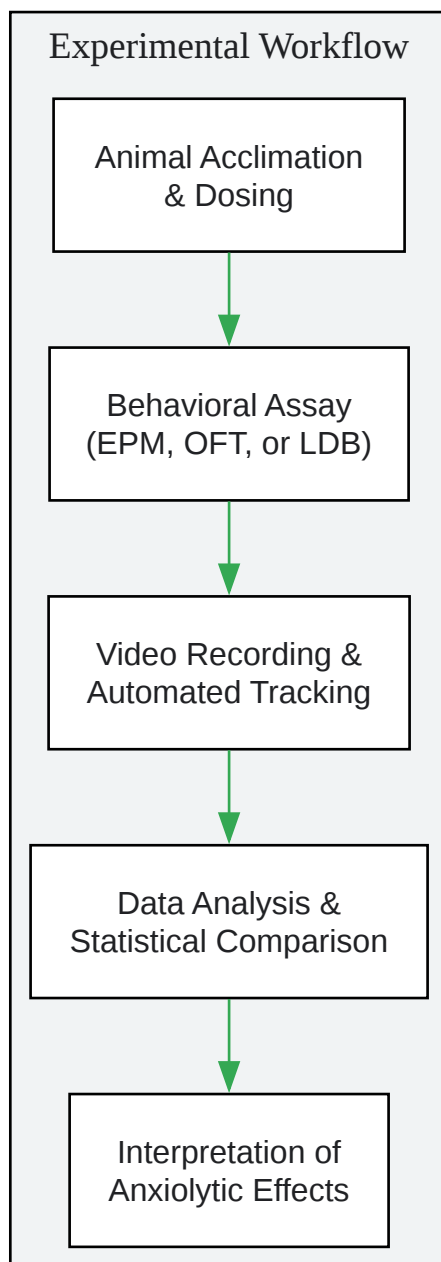 Experimental Workflow
Animal Acclimation
& Dosing
Behavioral Assay
(EPM, OFT, or LDB)
Video Recording &
Automated Tracking
Data Analysis &
Statistical Comparison
Interpretation of
Anxiolytic Effects